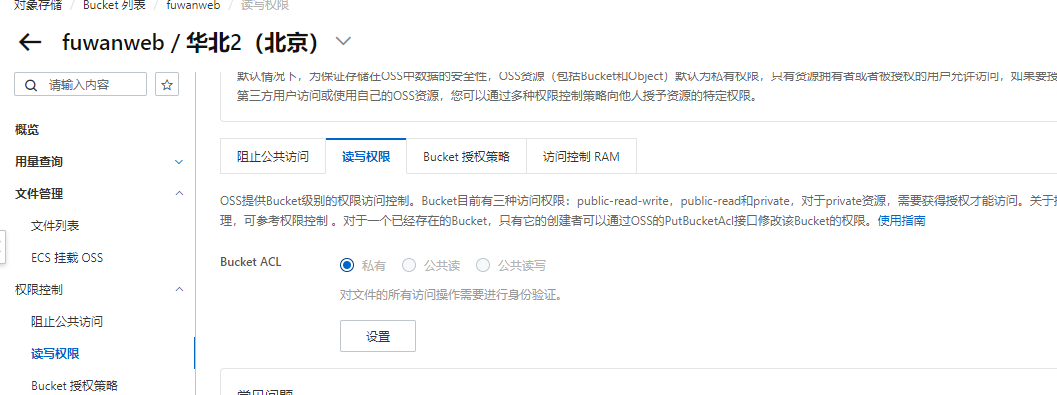 对象存储 / Bucket 列表 / fuwanweb / 读写权限
← fuwanweb / 华北2（北京）
请输入内容
默认情况下，为保证存储在OSS中数据的安全性，OSS资源（包括Bucket和Object）默认为私有权限，只有资源拥有者或者被授权的用户允许访问，如果要授
第三方用户访问或使用自己的OSS资源，您可以通过多种权限控制策略向他人授予资源的特定权限。
概览
用量查询
文件管理
文件列表
ECS 挂载 OSS
权限控制
阻止公共访问
读写权限
Bucket 授权策略
阻止公共访问 读写权限 Bucket 授权策略 访问控制 RAM
OSS提供Bucket级别的权限访问控制。Bucket目前有三种访问权限：public-read-write，public-read和private，对于private资源，需要获得授权才能访问。关于
理，可参考权限控制 。对于一个已经存在的Bucket，只有它的创建者可以通过OSS的PutBucketAcl接口修改该Bucket的权限。使用指南
Bucket ACL 私有 公共读 公共读写
对文件的所有访问操作需要进行身份验证。
设置
常见问题